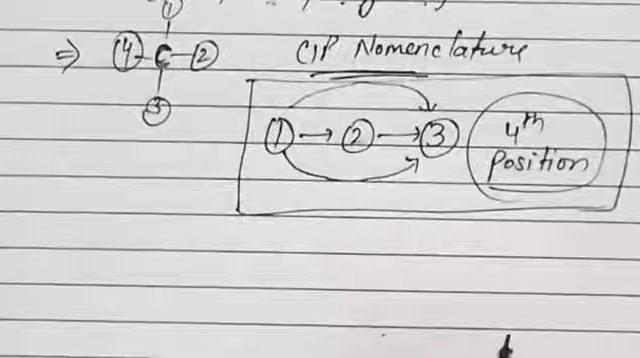 1
⇒ 4-C-2 CIP Nomenclature
3
1 → 2 → 3 4th
Position